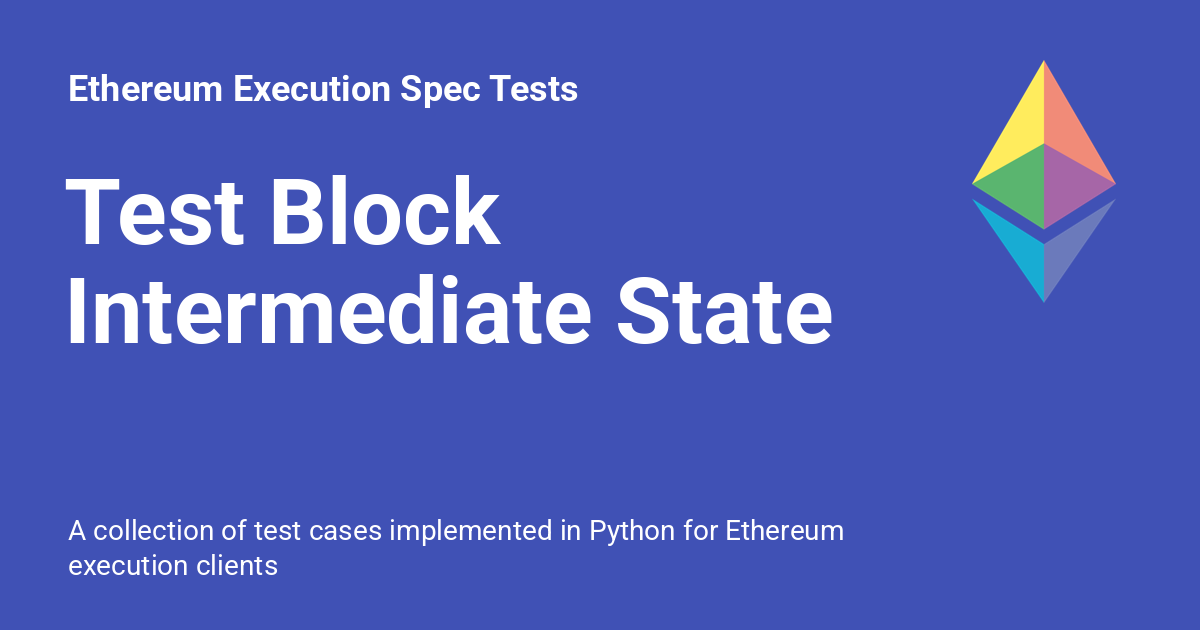 Ethereum Execution Spec Tests
Test Block
Intermediate State
A collection of test cases implemented in Python for Ethereum
execution clients